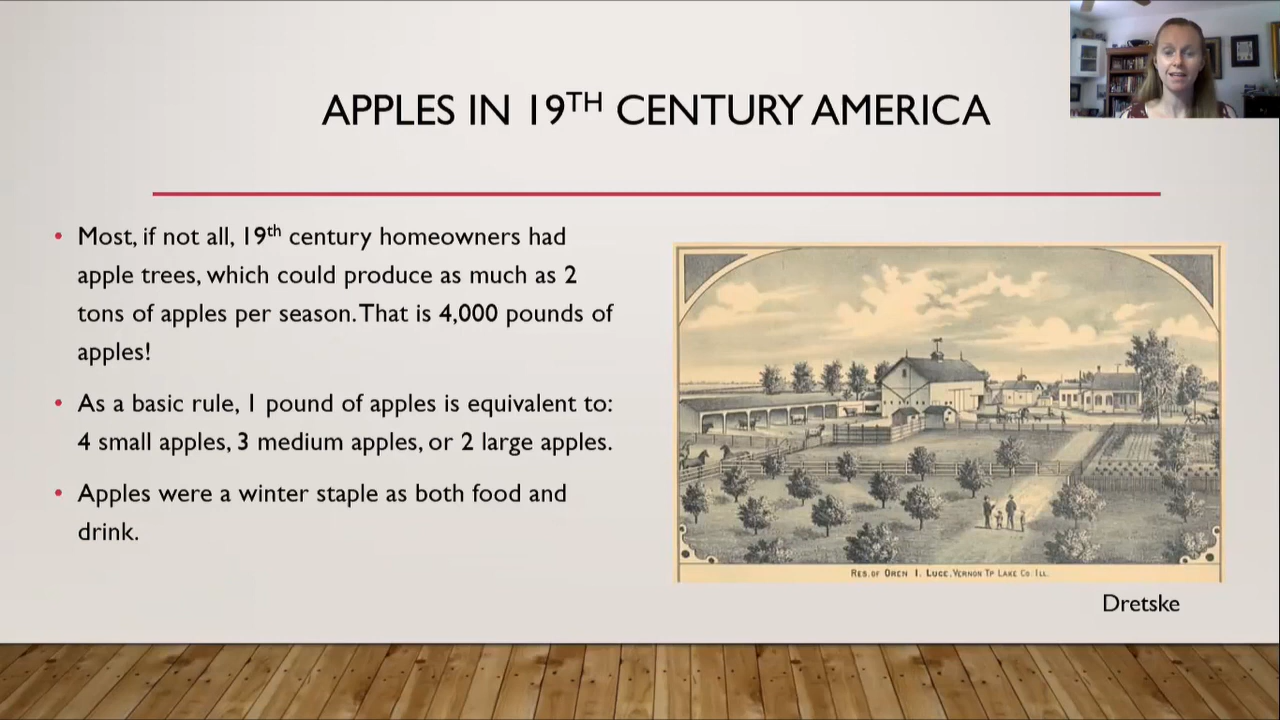 APPLES IN 19TH CENTURY AMERICA
• Most, if not all, 19th century homeowners had
apple trees, which could produce as much as 2
tons of apples per season. That is 4,000 pounds of
apples!
• As a basic rule, 1 pound of apples is equivalent to:
4 small apples, 3 medium apples, or 2 large apples.
• Apples were a winter staple as both food and
drink.
RES. OF OREN I. LUCE, VERNON TP LAKE CO. ILL.
Dretske